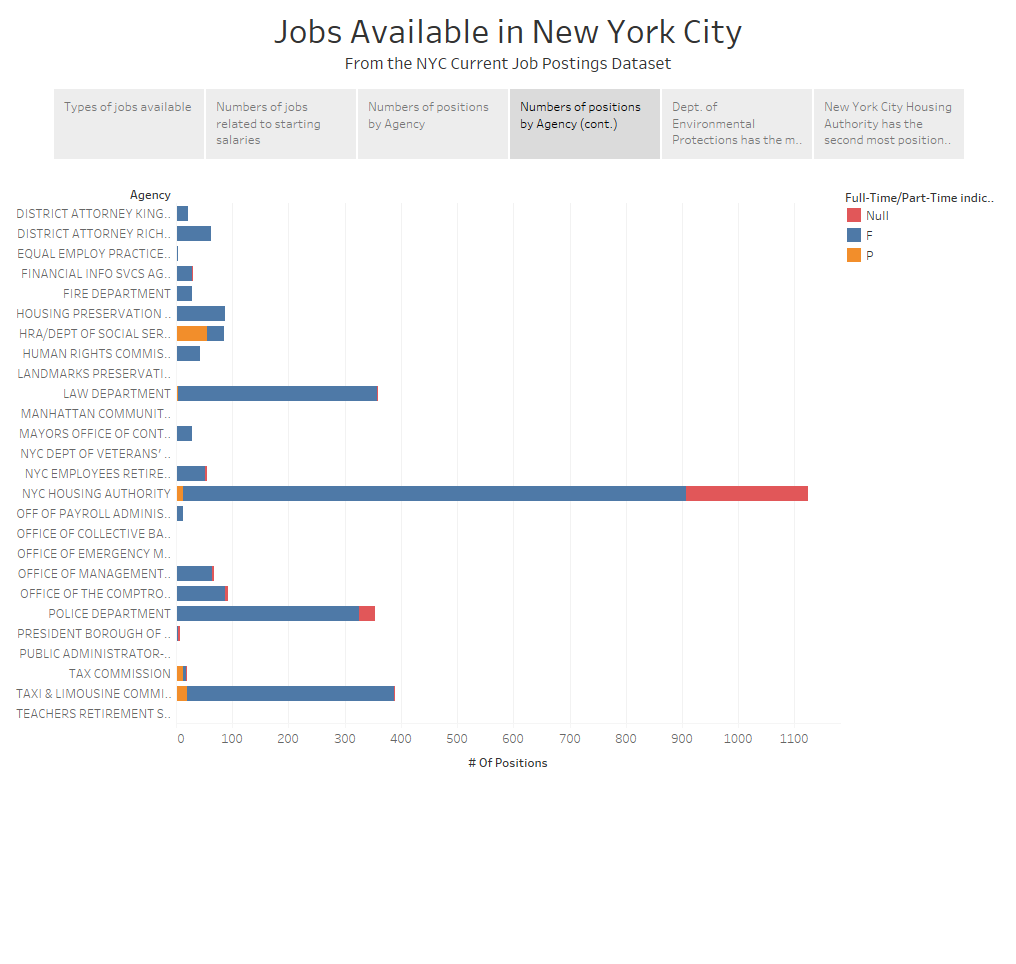 Jobs Available in New York City
From the NYC Current Job Postings Dataset
Types of jobs available
Numbers of jobs
related to starting
salaries
Numbers of positions
by Agency
Numbers of positions
by Agency (cont.)
Dept. of
Environmental
Protections has the m..
New York City Housing
Authority has the
second most position..
Agency
DISTRICT ATTORNEY KING..
DISTRICT ATTORNEY RICH..
EQUAL EMPLOY PRACTICE..
FINANCIAL INFO SVCS AG..
FIRE DEPARTMENT
HOUSING PRESERVATION ..
HRA/DEPT OF SOCIAL SER..
HUMAN RIGHTS COMMIS..
LANDMARKS PRESERVATI..
LAW DEPARTMENT
MANHATTAN COMMUNIT..
MAYORS OFFICE OF CONT..
NYC DEPT OF VETERANS' ..
NYC EMPLOYEES RETIRE..
NYC HOUSING AUTHORITY
OFF OF PAYROLL ADMINIS..
OFFICE OF COLLECTIVE BA..
OFFICE OF EMERGENCY M..
OFFICE OF MANAGEMENT..
OFFICE OF THE COMPTRO..
POLICE DEPARTMENT
PRESIDENT BOROUGH OF ..
PUBLIC ADMINISTRATOR-..
TAX COMMISSION
TAXI & LIMOUSINE COMMI..
TEACHERS RETIREMENT S..
0 100 200 300 400 500 600 700 800 900 1000 1100
# Of Positions
Full-Time/Part-Time indic..
Null
F
P